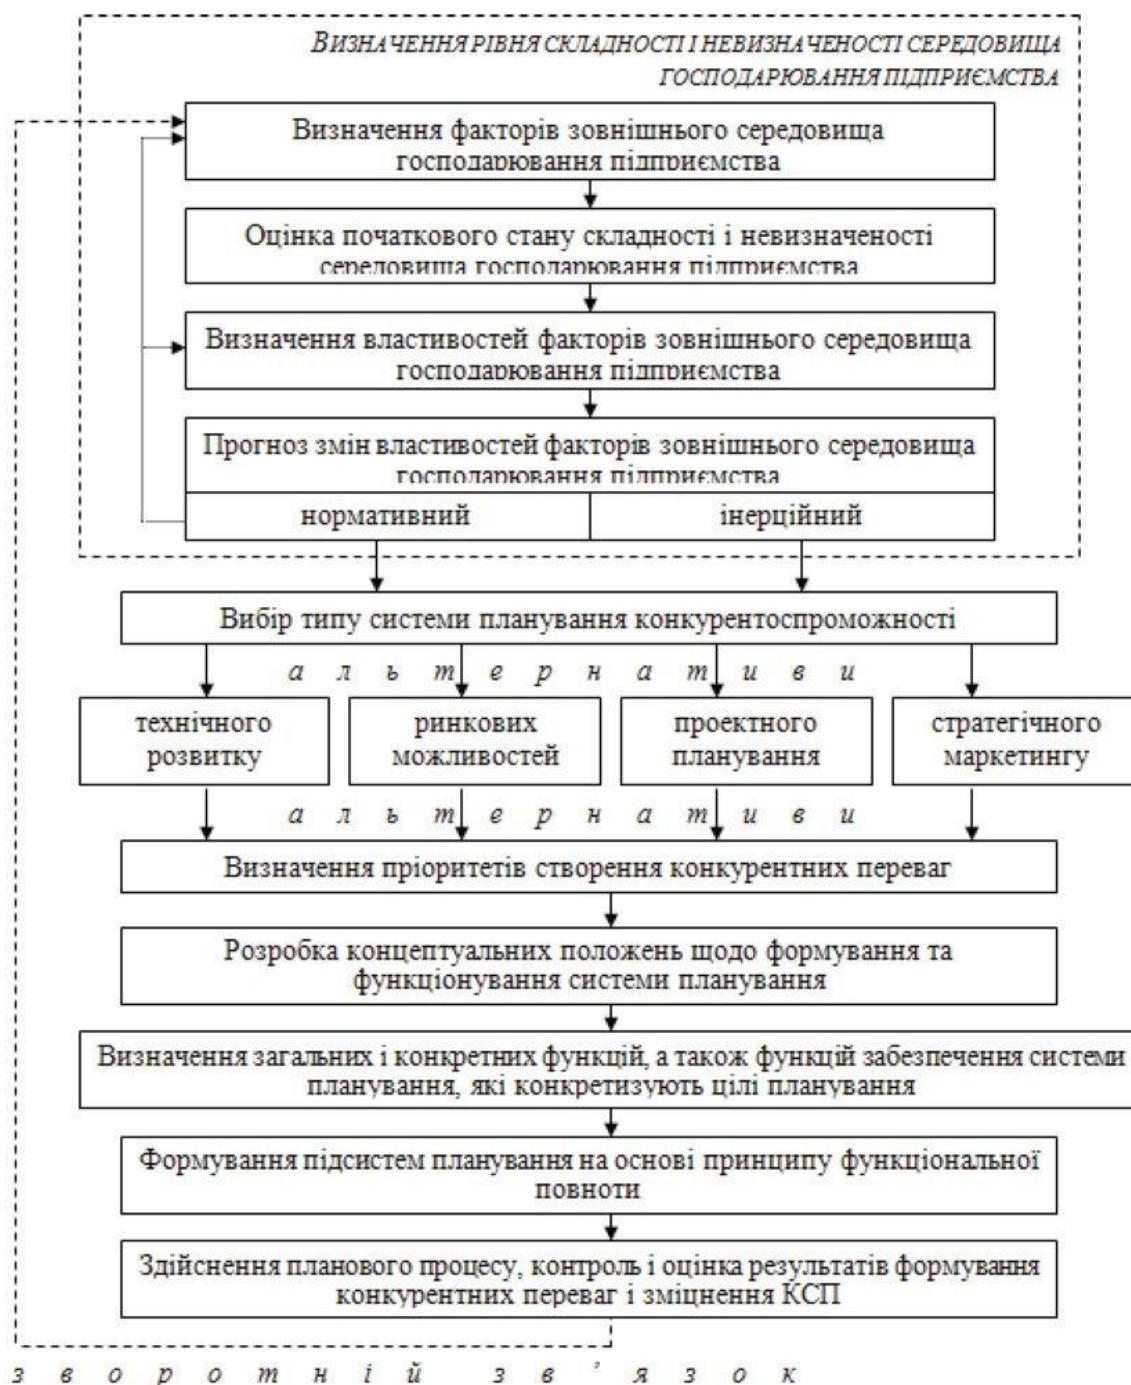 ВИЗНАЧЕННЯ РІВНЯ СКЛАДНОСТІ І НЕВИЗНАЧЕНОСТІ СЕРЕДОВИЩА
ГОСПОДАРЮВАННЯ ПІДПРИЄМСТВА
Визначення факторів зовнішнього середовища
господарювання підприємства
Оцінка початкового стану складності і невизначеності
середовища господарювання підприємства
Визначення властивостей факторів зовнішнього середовища
господарювання підприємства
Прогноз змін властивостей факторів зовнішнього середовища
господарювання підприємства
нормативний
інерційний
Вибір типу системи планування конкурентоспроможності
а л ь т е р н а т и в и
технічного
розвитку
ринкових
можливостей
проектного
планування
стратегічного
маркетингу
а л ь т е р н а т и в и
Визначення пріоритетів створення конкурентних переваг
Розробка концептуальних положень щодо формування та
функціонування системи планування
Визначення загальних і конкретних функцій, а також функцій забезпечення системи
планування, які конкретизують цілі планування
Формування підсистем планування на основі принципу функціональної
повноти
Здійснення планового процесу, контроль і оцінка результатів формування
конкурентних переваг і зміцнення КСП
з в о р о т н і й з в ' я з о к